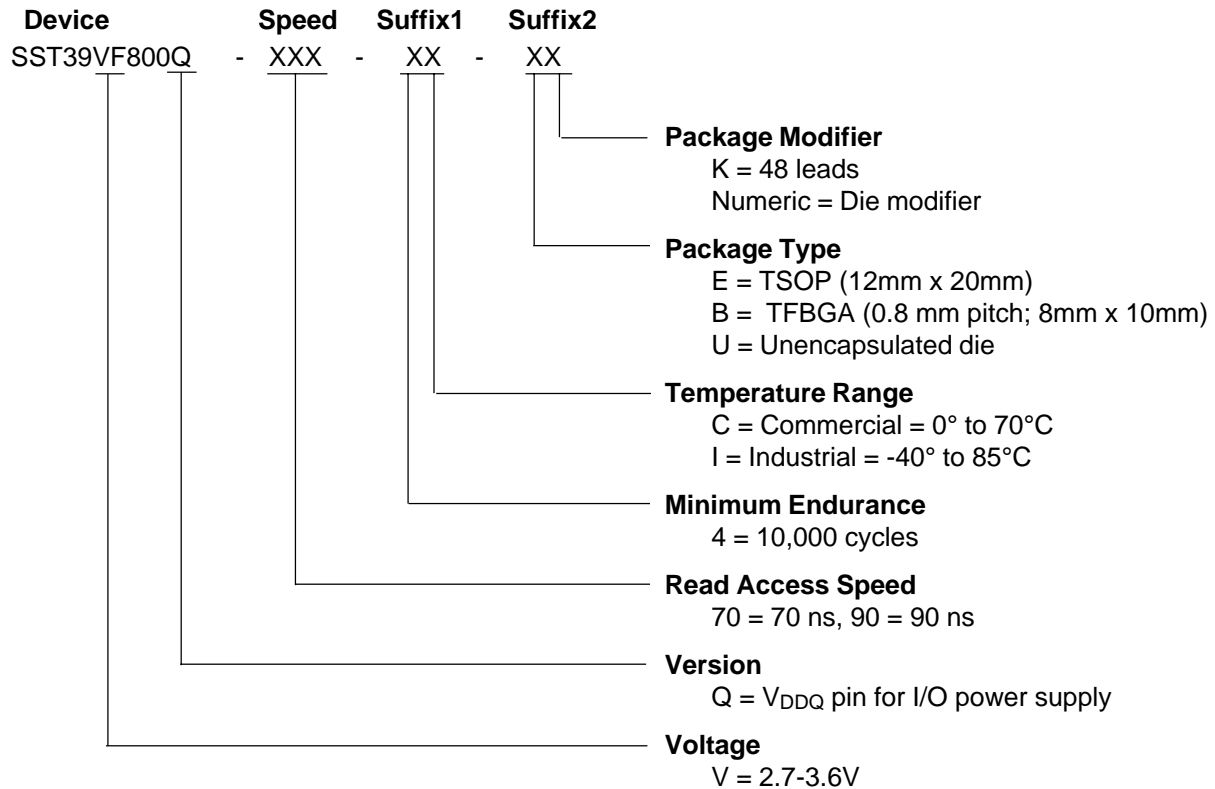 Device Speed Suffix1 Suffix2
SST39VF800Q - XXX - XX - XX
Package Modifier
K = 48 leads
Numeric = Die modifier
Package Type
E = TSOP (12mm x 20mm)
B = TFBGA (0.8 mm pitch; 8mm x 10mm)
U = Unencapsulated die
Temperature Range
C = Commercial = 0° to 70°C
I = Industrial = -40° to 85°C
Minimum Endurance
4 = 10,000 cycles
Read Access Speed
70 = 70 ns, 90 = 90 ns
Version
Q = VDDQ pin for I/O power supply
Voltage
V = 2.7-3.6V